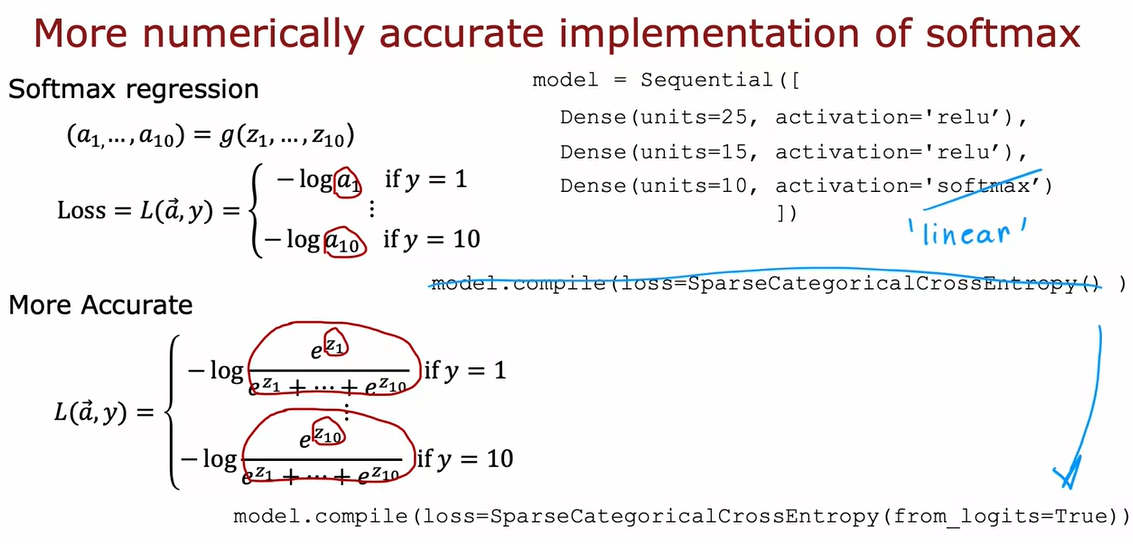 More numerically accurate implementation of softmax
Softmax regression
(a₁,...,a₁₀) = g(z₁,...,z₁₀)
Loss = L(a⃗, y) = {
− log a₁ if y = 1
⋮
− log a₁₀ if y = 10
model = Sequential([
Dense(units=25, activation='relu’),
Dense(units=15, activation='relu’),
Dense(units=10, activation='softmax’)
])
'linear'
model.compile(loss=SparseCategoricalCrossEntropy() )
More Accurate
L(a⃗, y) = {
− log e^z₁ / (e^z₁ + ⋯ + e^z₁₀) if y = 1
⋮
− log e^z₁₀ / (e^z₁ + ⋯ + e^z₁₀) if y = 10
model.compile(loss=SparseCategoricalCrossEntropy(from_logits=True))